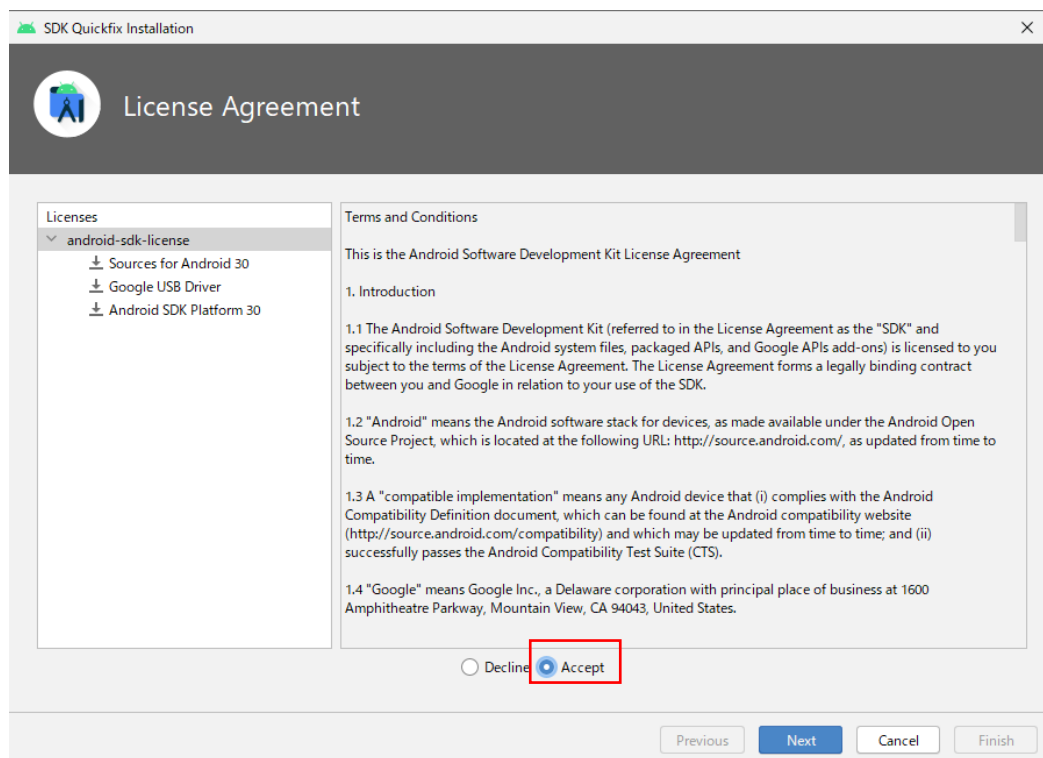 SDK Quickfix Installation
License Agreement
Licenses
android-sdk-license
Sources for Android 30
Google USB Driver
Android SDK Platform 30
Terms and Conditions
This is the Android Software Development Kit License Agreement
1. Introduction
1.1 The Android Software Development Kit (referred to in the License Agreement as the "SDK" and
specifically including the Android system files, packaged APIs, and Google APIs add-ons) is licensed to you
subject to the terms of the License Agreement. The License Agreement forms a legally binding contract
between you and Google in relation to your use of the SDK.
1.2 "Android" means the Android software stack for devices, as made available under the Android Open
Source Project, which is located at the following URL: http://source.android.com/, as updated from time to
time.
1.3 A "compatible implementation" means any Android device that (i) complies with the Android
Compatibility Definition document, which can be found at the Android compatibility website
(http://source.android.com/compatibility) and which may be updated from time to time; and (ii)
successfully passes the Android Compatibility Test Suite (CTS).
1.4 "Google" means Google Inc., a Delaware corporation with principal place of business at 1600
Amphitheatre Parkway, Mountain View, CA 94043, United States.
Decline Accept
Previous Next Cancel Finish